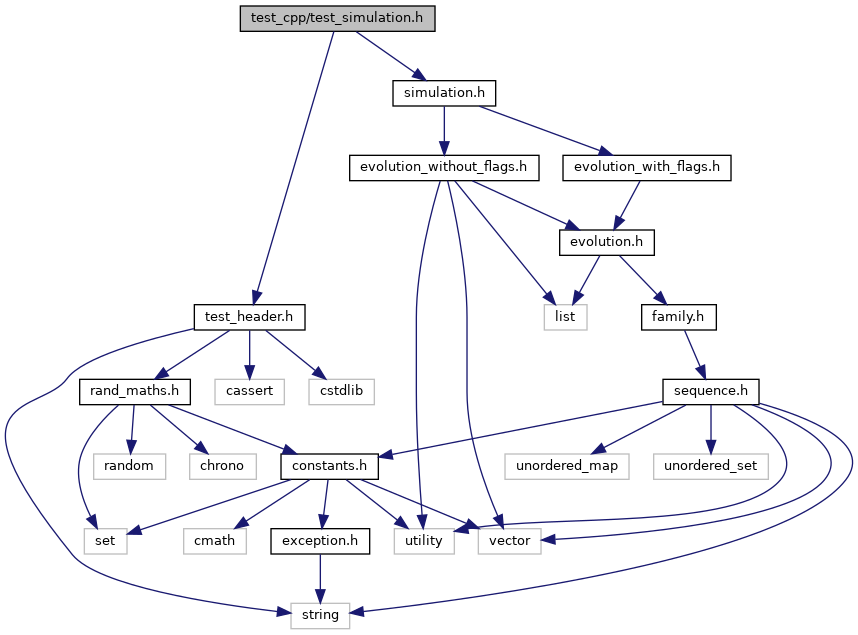 test_cpp/test_simulation.h
simulation.h
evolution_without_flags.h
evolution_with_flags.h
evolution.h
test_header.h
list
family.h
rand_maths.h
cassert
cstdlib
sequence.h
random
chrono
constants.h
unordered_map
unordered_set
set
cmath
exception.h
utility
vector
string